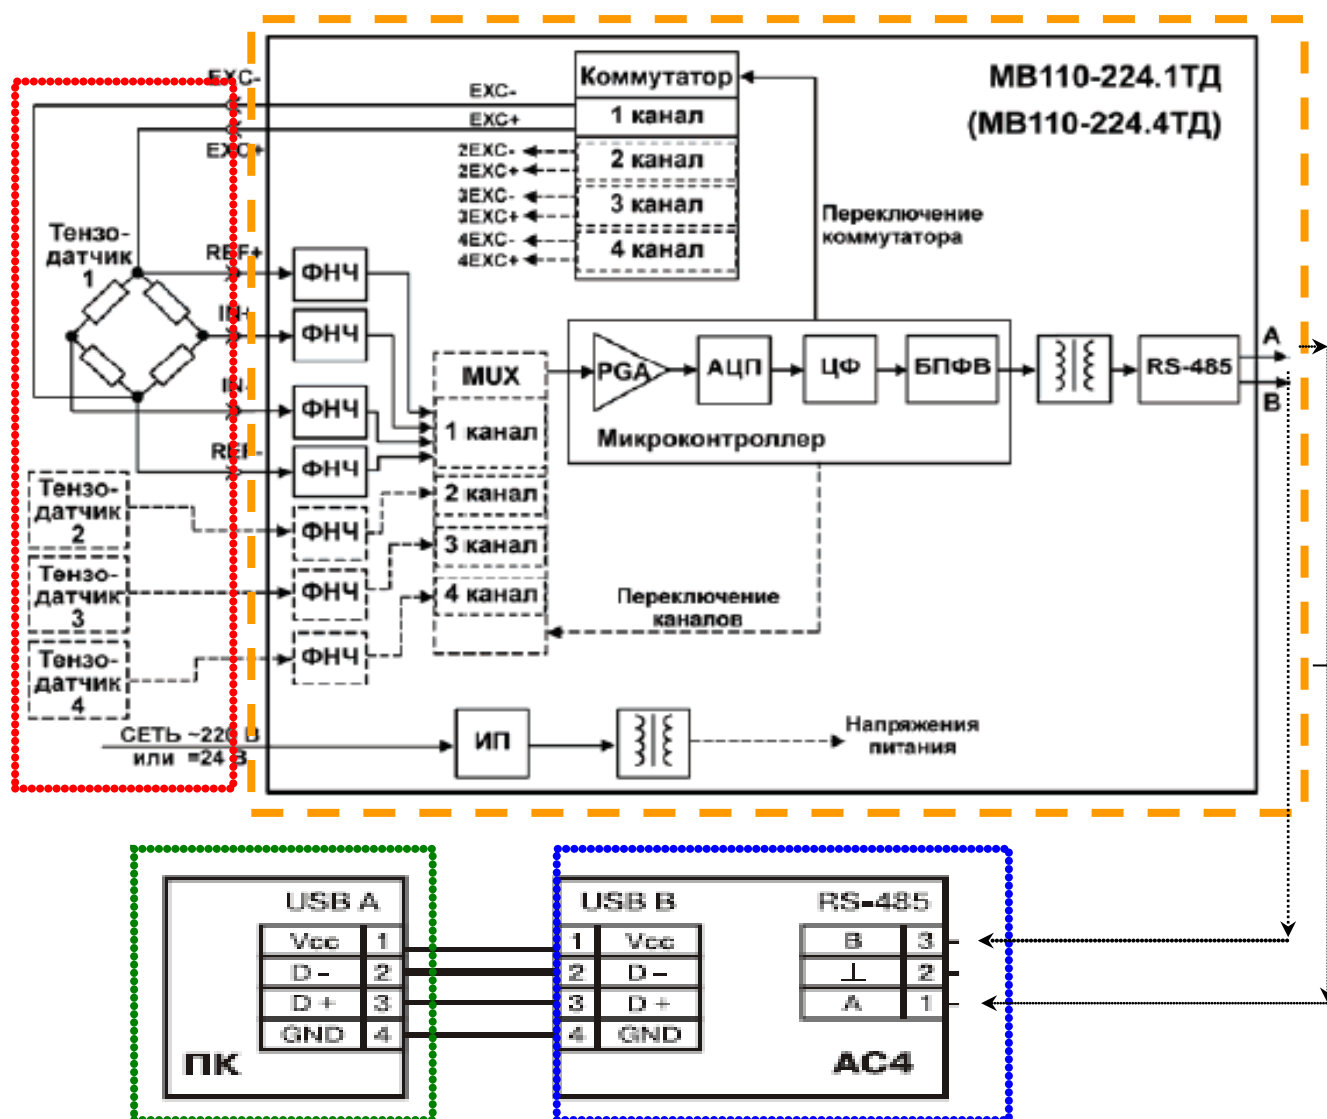 МВ110-224.1ТД
(МВ110-224.4ТД)
Коммутатор
1 канал
2 канал
3 канал
4 канал
EXC-
EXC+
2EXC-
2EXC+
3EXC-
3EXC+
4EXC-
4EXC+
EXC-
EXC+
Переключение
коммутатора
Тензо-
датчик
1
REF+
IN+
IN-
REF-
ФНЧ
ФНЧ
ФНЧ
ФНЧ
ФНЧ
ФНЧ
ФНЧ
MUX
1 канал
2 канал
3 канал
4 канал
PGA
АЦП
ЦФ
БПФВ
Микроконтроллер
RS-485
A
B
Тензо-
датчик
2
Тензо-
датчик
3
Тензо-
датчик
4
Переключение
каналов
СЕТЬ ~220 В
или =24 В
ИП
Напряжения
питания
USB A
Vcc 1
D - 2
D + 3
GND 4
ПК
USB B
1 Vcc
2 D -
3 D +
4 GND
RS-485
B 3
⊥ 2
A 1
АС4